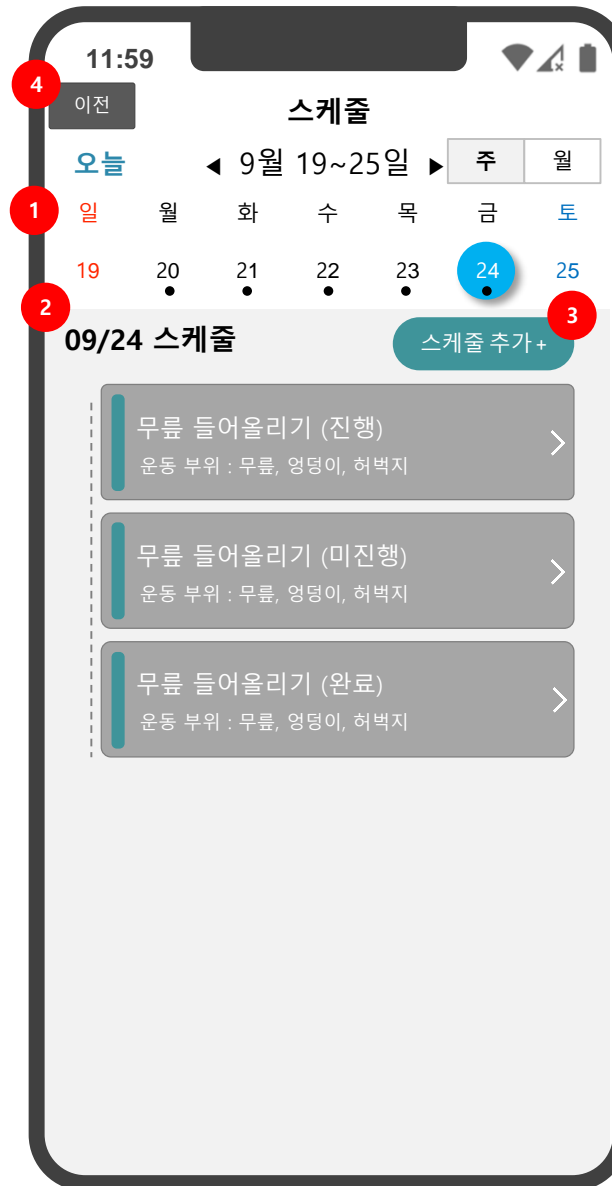 11:59
4
이전
스케줄
오늘 ◀ 9월 19~25일 ▶ 주 월
1
일 월 화 수 목 금 토
19 20 21 22 23 24 25
2
3
09/24 스케줄
스케줄 추가 +
무릎 들어올리기 (진행)
운동 부위 : 무릎, 엉덩이, 허벅지
무릎 들어올리기 (미진행)
운동 부위 : 무릎, 엉덩이, 허벅지
무릎 들어올리기 (완료)
운동 부위 : 무릎, 엉덩이, 허벅지